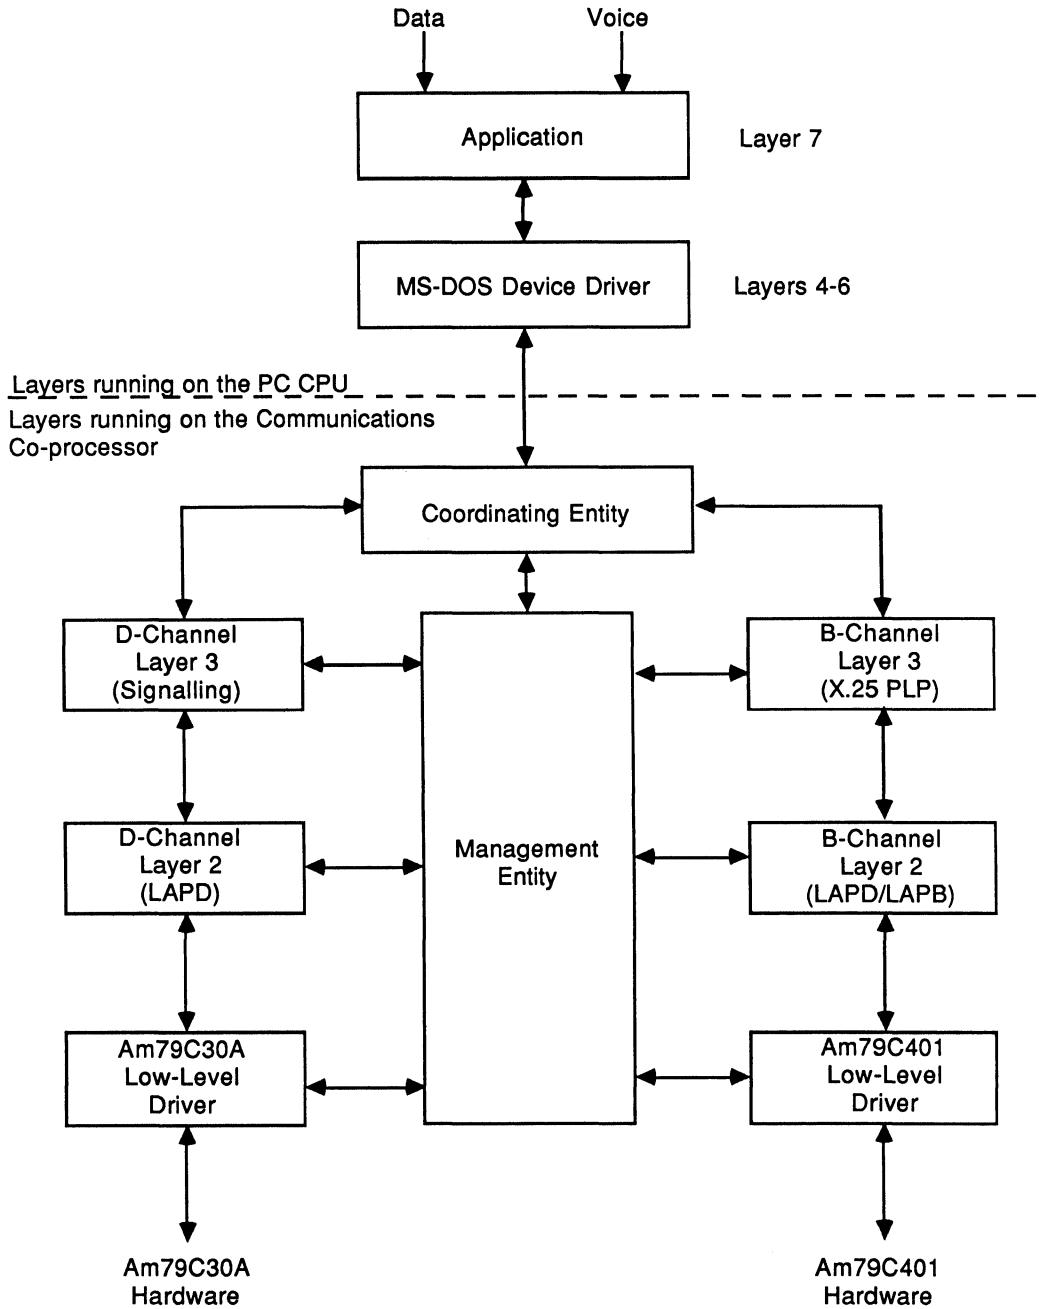 Data
Voice
Application
Layer 7
MS-DOS Device Driver
Layers 4-6
Layers running on the PC CPU
Layers running on the Communications
Co-processor
Coordinating Entity
D-Channel
Layer 3
(Signalling)
B-Channel
Layer 3
(X.25 PLP)
Management
Entity
D-Channel
Layer 2
(LAPD)
B-Channel
Layer 2
(LAPD/LAPB)
Am79C30A
Low-Level
Driver
Am79C401
Low-Level
Driver
Am79C30A
Hardware
Am79C401
Hardware